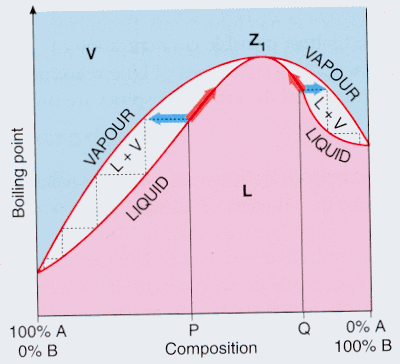 V
Z1
VAPOUR
VAPOUR
L + V
L + V
LIQUID
LIQUID
L
Boiling point
P
Q
100% A
0% B
Composition
0% A
100% B